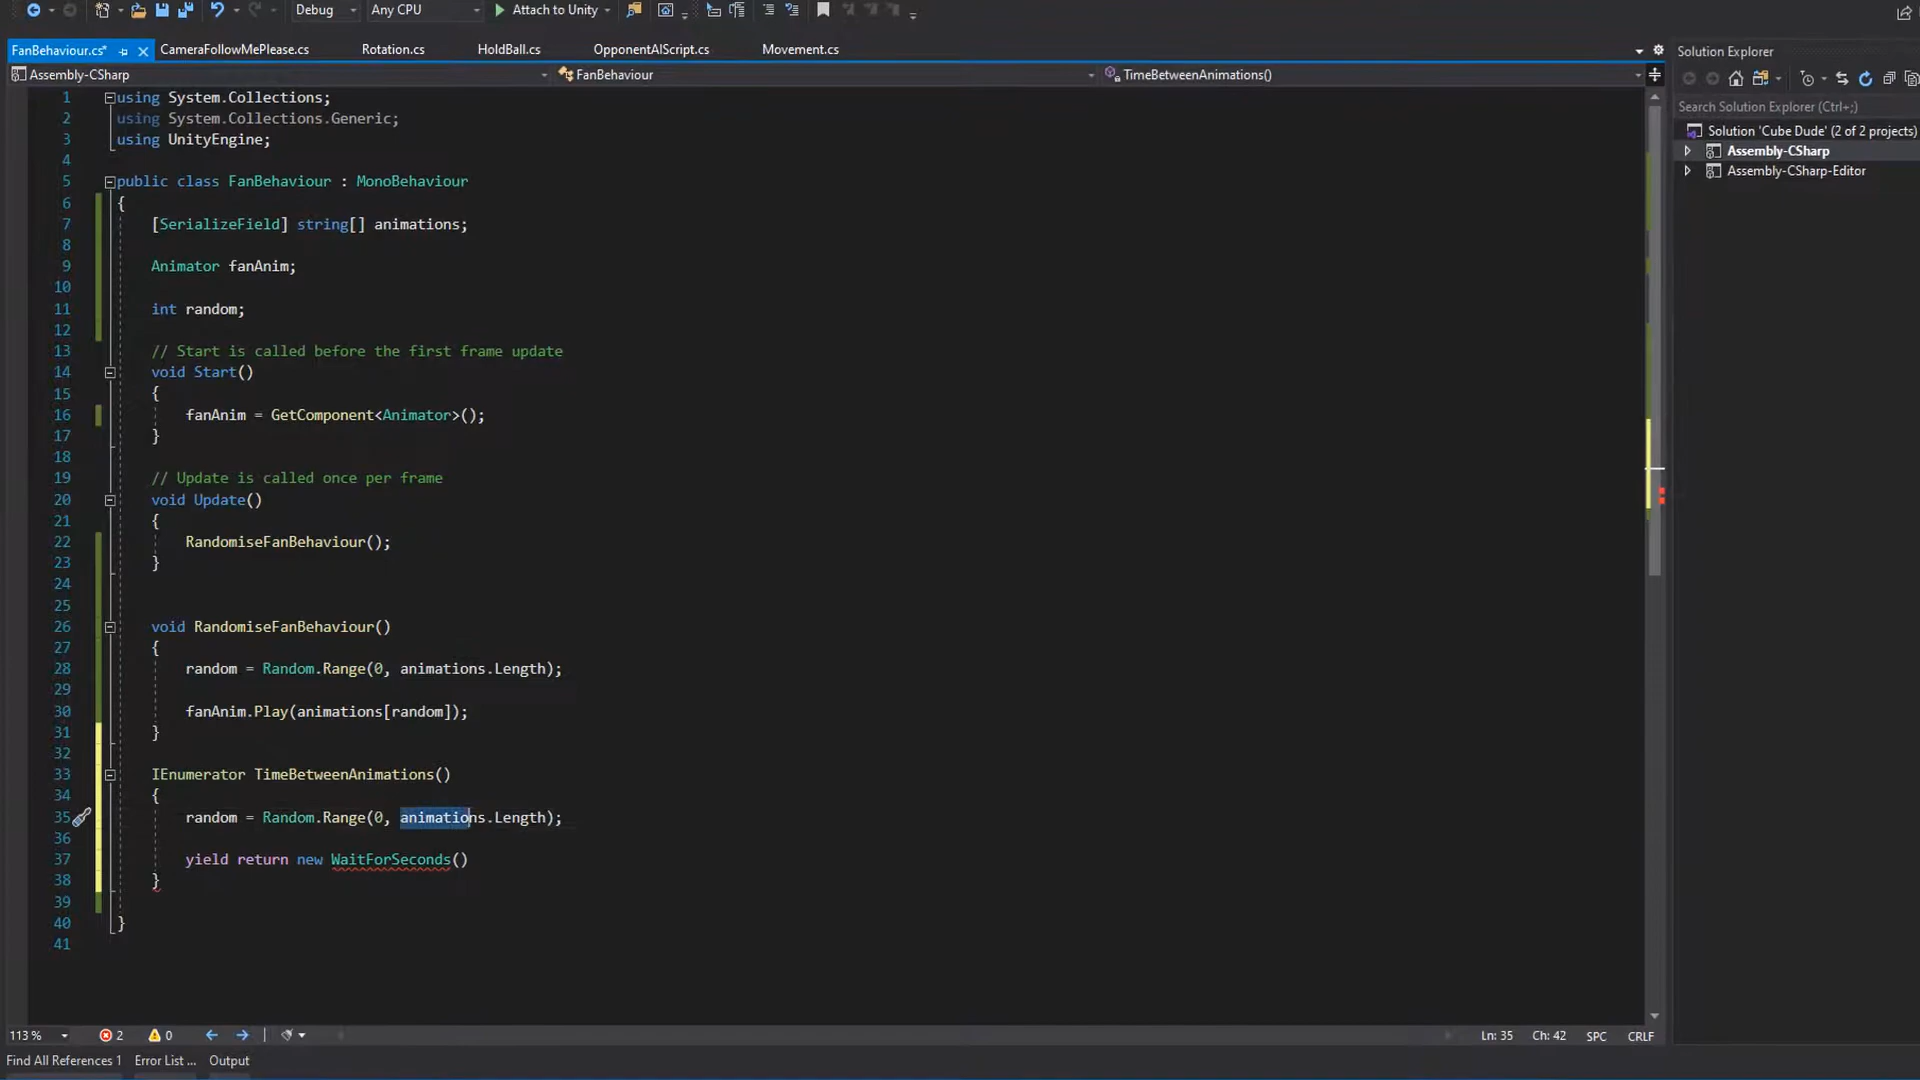 Debug Any CPU Attach to Unity
FanBehaviour.cs* CameraFollowMePlease.cs Rotation.cs HoldBall.cs OpponentAIScript.cs Movement.cs
Assembly-CSharp FanBehaviour TimeBetweenAnimations()
1 using System.Collections;
2 using System.Collections.Generic;
3 using UnityEngine;
4
5 public class FanBehaviour : MonoBehaviour
6 {
7 [SerializeField] string[] animations;
8
9 Animator fanAnim;
10
11 int random;
12
13 // Start is called before the first frame update
14 void Start()
15 {
16 fanAnim = GetComponent<Animator>();
17 }
18
19 // Update is called once per frame
20 void Update()
21 {
22 RandomiseFanBehaviour();
23 }
24
25
26 void RandomiseFanBehaviour()
27 {
28 random = Random.Range(0, animations.Length);
29
30 fanAnim.Play(animations[random]);
31 }
32
33 IEnumerator TimeBetweenAnimations()
34 {
35 random = Random.Range(0, animations.Length);
36
37 yield return new WaitForSeconds()
38 }
39
40 }
41
113 % 2 0 Ln: 35 Ch: 42 SPC CRLF
Find All References 1 Error List ... Output
Solution Explorer
Search Solution Explorer (Ctrl+;)
Solution 'Cube Dude' (2 of 2 projects)
Assembly-CSharp
Assembly-CSharp-Editor